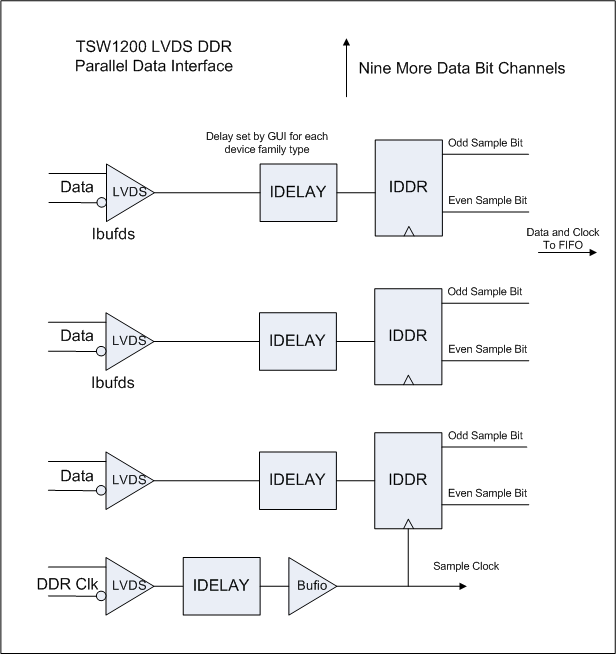 TSW1200 LVDS DDR
Parallel Data Interface
Nine More Data Bit Channels
Delay set by GUI for each
device family type
Data
LVDS
Ibufds
IDELAY
IDDR
Odd Sample Bit
Even Sample Bit
Data and Clock
To FIFO
Data
LVDS
Ibufds
IDELAY
IDDR
Odd Sample Bit
Even Sample Bit
Data
LVDS
IDELAY
IDDR
Odd Sample Bit
Even Sample Bit
DDR Clk
LVDS
IDELAY
Bufio
Sample Clock